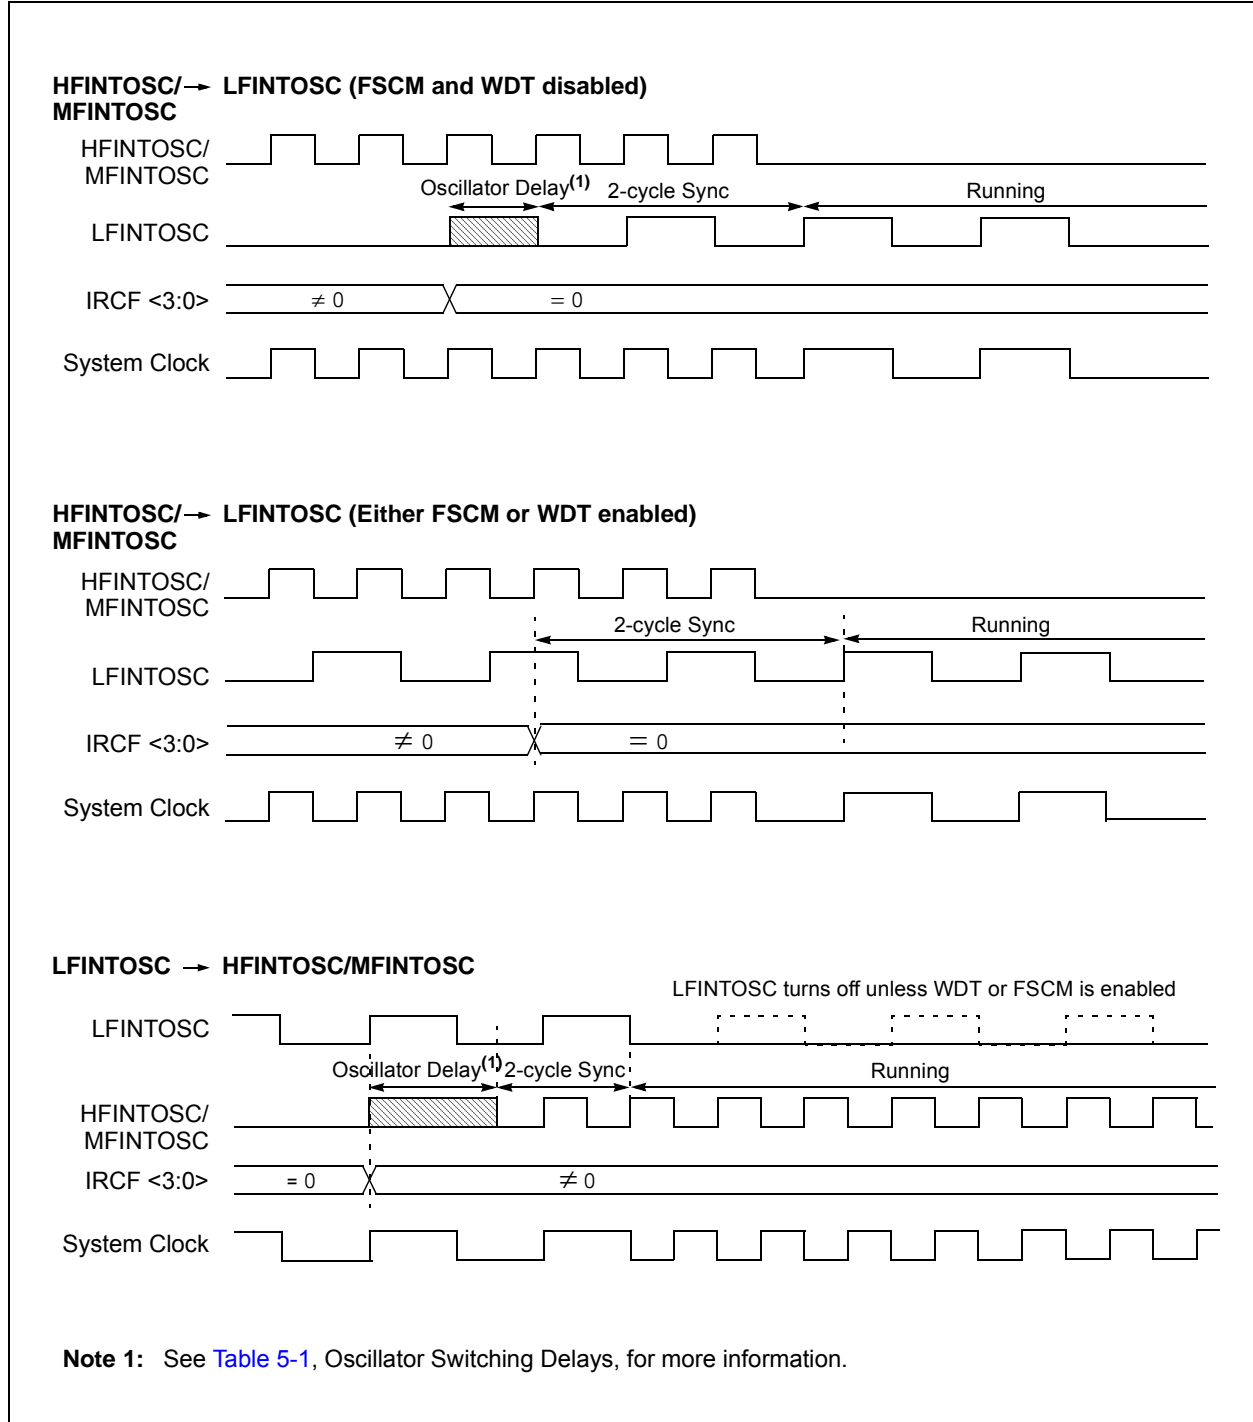 HFINTOSC/→ LFINTOSC (FSCM and WDT disabled)
MFINTOSC
HFINTOSC/
MFINTOSC
Oscillator Delay(1)
2-cycle Sync
Running
LFINTOSC
IRCF <3:0>
≠ 0
= 0
System Clock
HFINTOSC/→ LFINTOSC (Either FSCM or WDT enabled)
MFINTOSC
HFINTOSC/
MFINTOSC
2-cycle Sync
Running
LFINTOSC
IRCF <3:0>
≠ 0
= 0
System Clock
LFINTOSC → HFINTOSC/MFINTOSC
LFINTOSC turns off unless WDT or FSCM is enabled
LFINTOSC
Oscillator Delay(1)
2-cycle Sync
Running
HFINTOSC/
MFINTOSC
IRCF <3:0>
= 0
≠ 0
System Clock
Note 1: See Table 5-1, Oscillator Switching Delays, for more information.